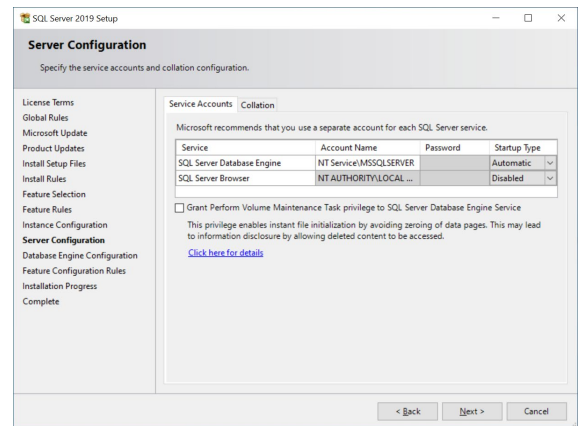 SQL Server 2019 Setup
Server Configuration
Specify the service accounts and collation configuration.
License Terms
Global Rules
Microsoft Update
Product Updates
Install Setup Files
Install Rules
Feature Selection
Feature Rules
Instance Configuration
Server Configuration
Database Engine Configuration
Feature Configuration Rules
Installation Progress
Complete
Service Accounts Collation
Microsoft recommends that you use a separate account for each SQL Server service.
Service Account Name Password Startup Type
SQL Server Database Engine NT Service\MSSQLSERVER Automatic
SQL Server Browser NT AUTHORITY\LOCAL ... Disabled
Grant Perform Volume Maintenance Task privilege to SQL Server Database Engine Service
This privilege enables instant file initialization by avoiding zeroing of data pages. This may lead
to information disclosure by allowing deleted content to be accessed.
Click here for details
< Back Next > Cancel